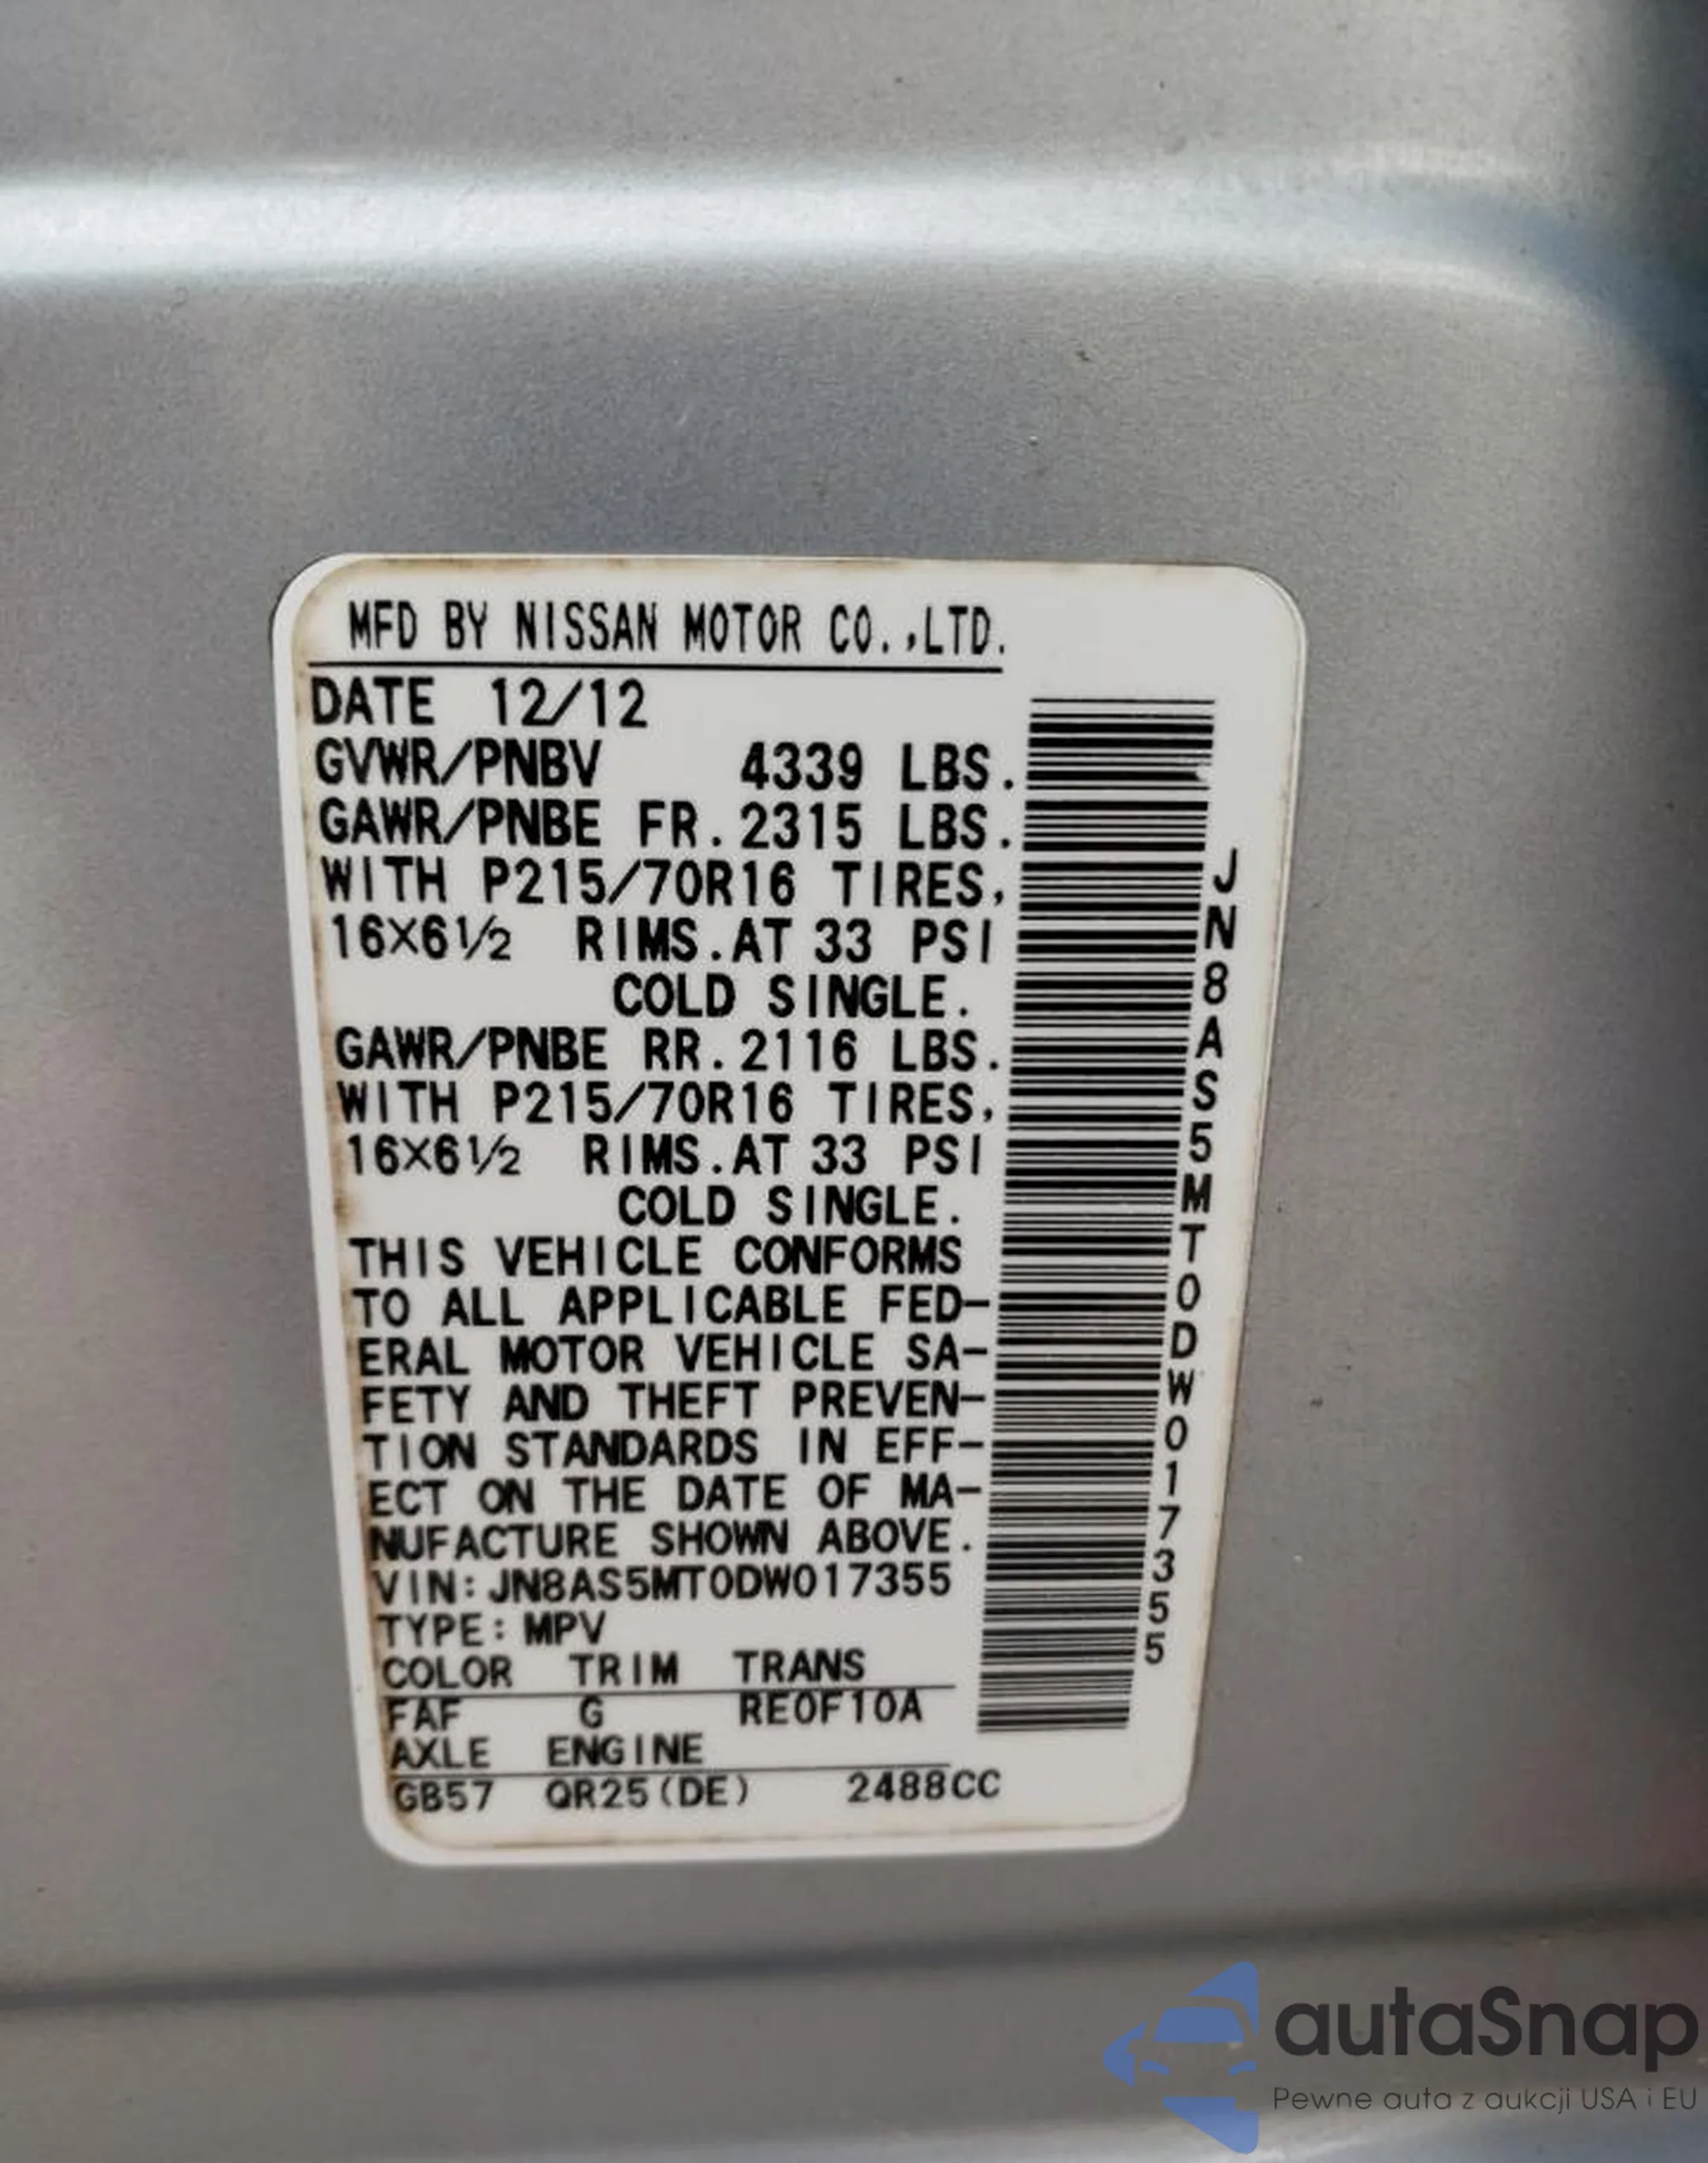 MFD BY NISSAN MOTOR CO.,LTD.
DATE 12/12
GVWR/PNBV 4339 LBS.
GAWR/PNBE FR.2315 LBS.
WITH P215/70R16 TIRES,
16×6½ RIMS.AT 33 PSI
COLD SINGLE.
GAWR/PNBE RR.2116 LBS.
WITH P215/70R16 TIRES,
16×6½ RIMS.AT 33 PSI
COLD SINGLE.
THIS VEHICLE CONFORMS
TO ALL APPLICABLE FED-
ERAL MOTOR VEHICLE SA-
FETY AND THEFT PREVEN-
TION STANDARDS IN EFF-
ECT ON THE DATE OF MA-
NUFACTURE SHOWN ABOVE.
VIN:JN8AS5MT0DW017355
TYPE:MPV
COLOR TRIM TRANS
FAF G RE0F10A
AXLE ENGINE
GB57 QR25(DE) 2488CC
JN8AS5MT0DW017355
autaSnap
Pewne auta z aukcji USA i EU